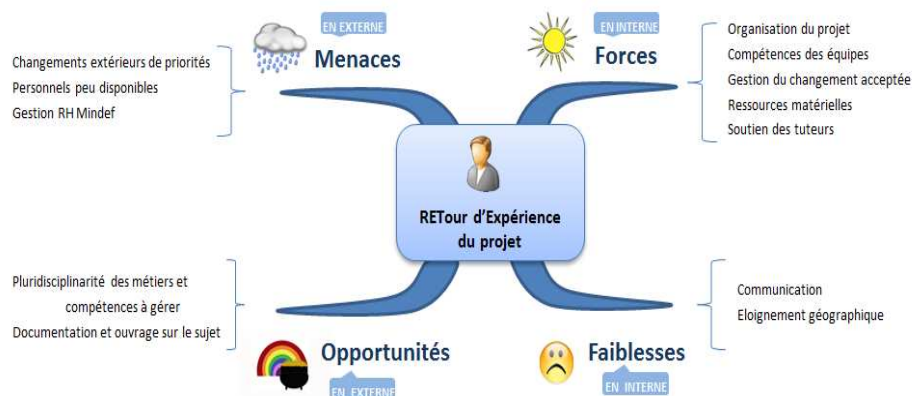 EN EXTERNE
Menaces
Changements extérieurs de priorités
Personnels peu disponibles
Gestion RH Mindef
EN INTERNE
Forces
Organisation du projet
Compétences des équipes
Gestion du changement acceptée
Ressources matérielles
Soutien des tuteurs
RETour d'Expérience
du projet
Pluridisciplinarité des métiers et
compétences à gérer
Documentation et ouvrage sur le sujet
Opportunités
EN EXTERNE
Communication
Eloignement géographique
Faiblesses
EN INTERNE